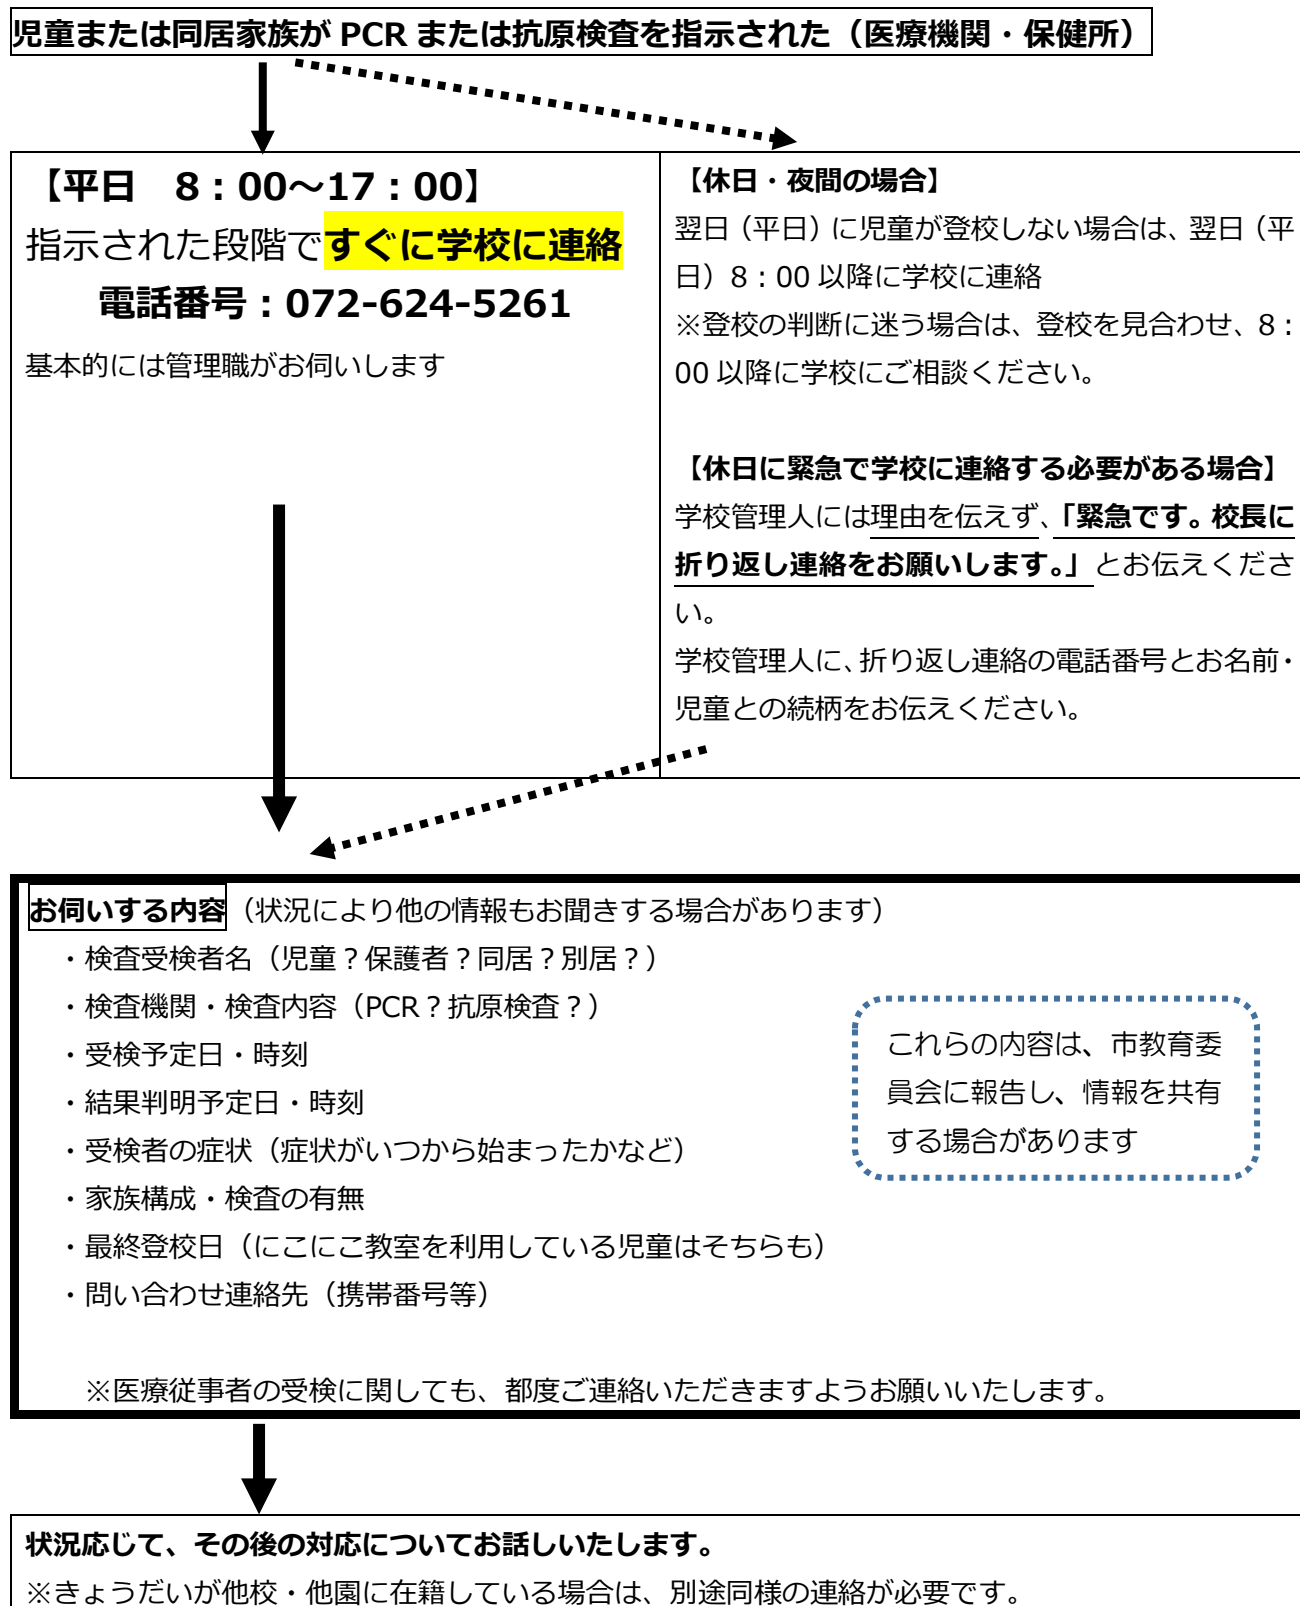 児童または同居家族が PCR または抗原検査を指示された（医療機関・保健所）
【平日　8：00～17：00】
指示された段階ですぐに学校に連絡
電話番号：072-624-5261
基本的には管理職がお伺いします
【休日・夜間の場合】
翌日（平日）に児童が登校しない場合は、翌日（平
日）8：00 以降に学校に連絡
※登校の判断に迷う場合は、登校を見合わせ、8：
00 以降に学校にご相談ください。
【休日に緊急で学校に連絡する必要がある場合】
学校管理人には理由を伝えず、「緊急です。校長に
折り返し連絡をお願いします。」とお伝えくださ
い。
学校管理人に、折り返し連絡の電話番号とお名前・
児童との続柄をお伝えください。
お伺いする内容（状況により他の情報もお聞きする場合があります）
・検査受検者名（児童？保護者？同居？別居？）
・検査機関・検査内容（PCR？抗原検査？）
・受検予定日・時刻
・結果判明予定日・時刻
・受検者の症状（症状がいつから始まったかなど）
・家族構成・検査の有無
・最終登校日（にこにこ教室を利用している児童はそちらも）
・問い合わせ連絡先（携帯番号等）
これらの内容は、市教育委
員会に報告し、情報を共有
する場合があります
※医療従事者の受検に関しても、都度ご連絡いただきますようお願いいたします。
状況応じて、その後の対応についてお話しいたします。
※きょうだいが他校・他園に在籍している場合は、別途同様の連絡が必要です。